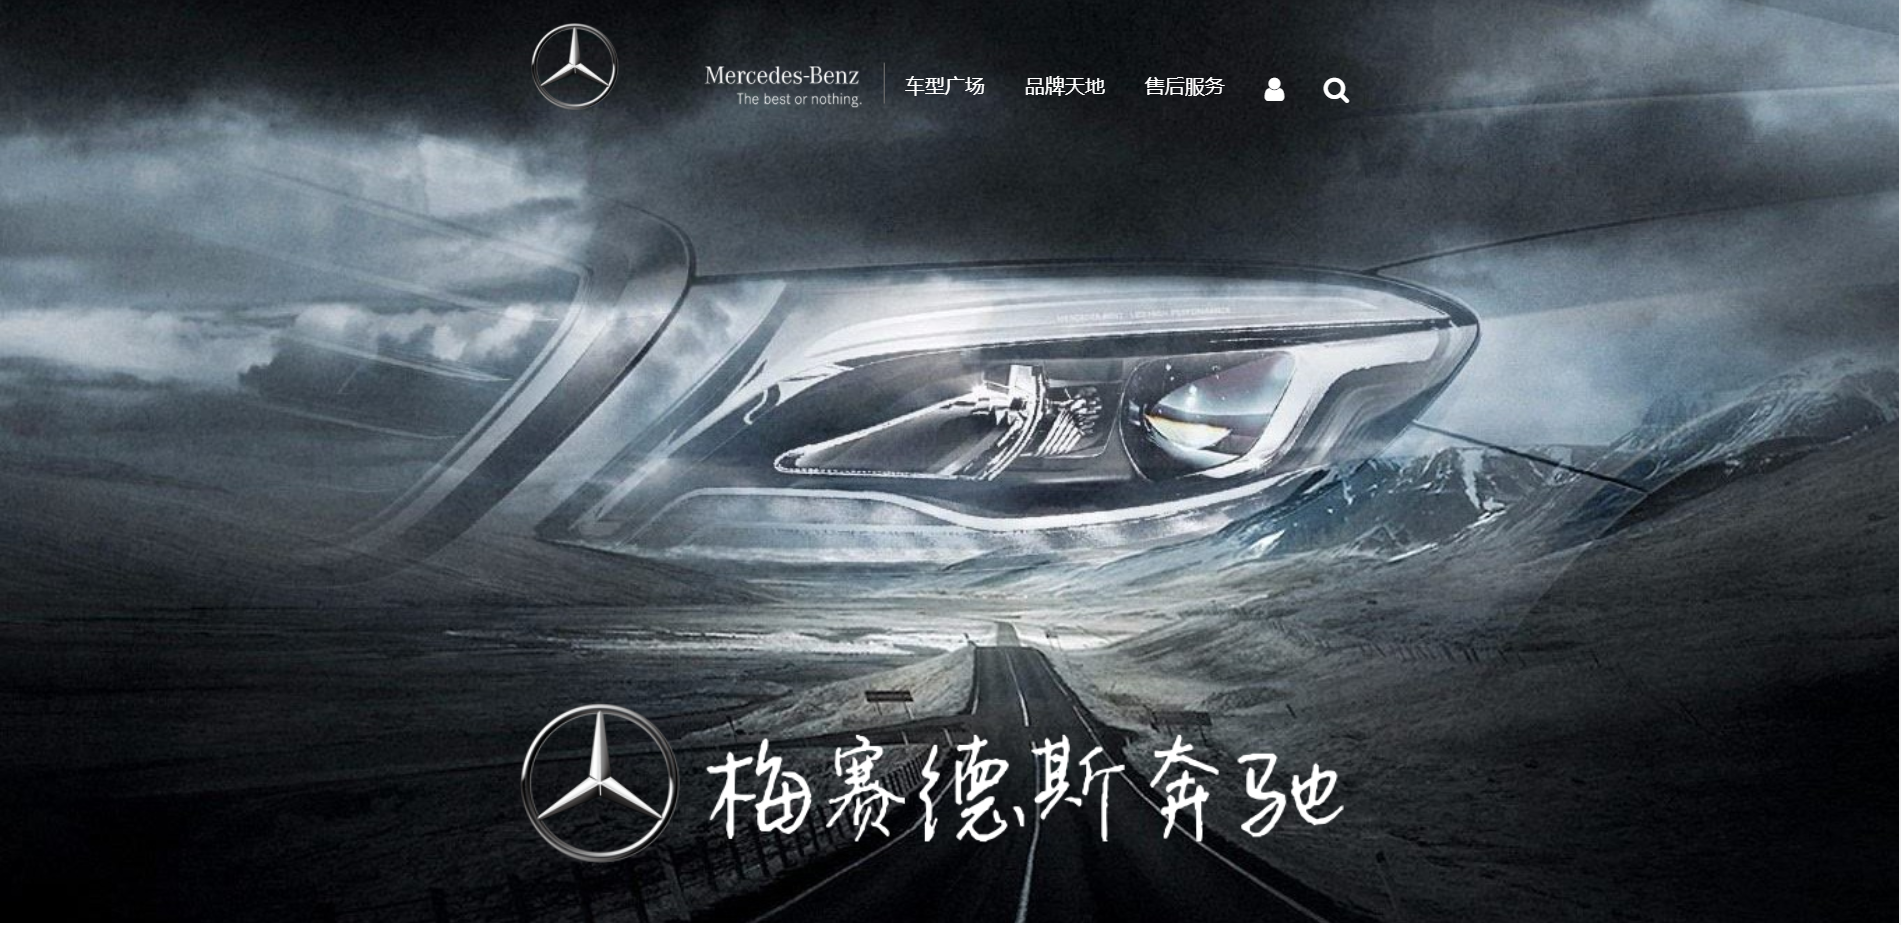 Mercedes-Benz
The best or nothing.
车型广场 品牌天地 售后服务
梅赛德斯奔驰